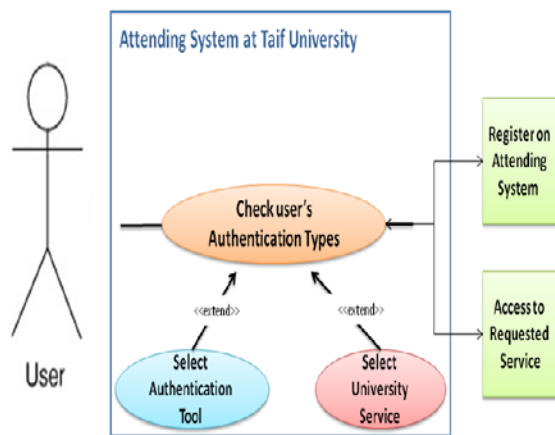 Attending System at Taif University
Register on
Attending
System
Check user's
Authentication Types
<<extend>>
<<extend>>
Access to
Requested
Service
Select
Authentication
Tool
Select
University
Service
User